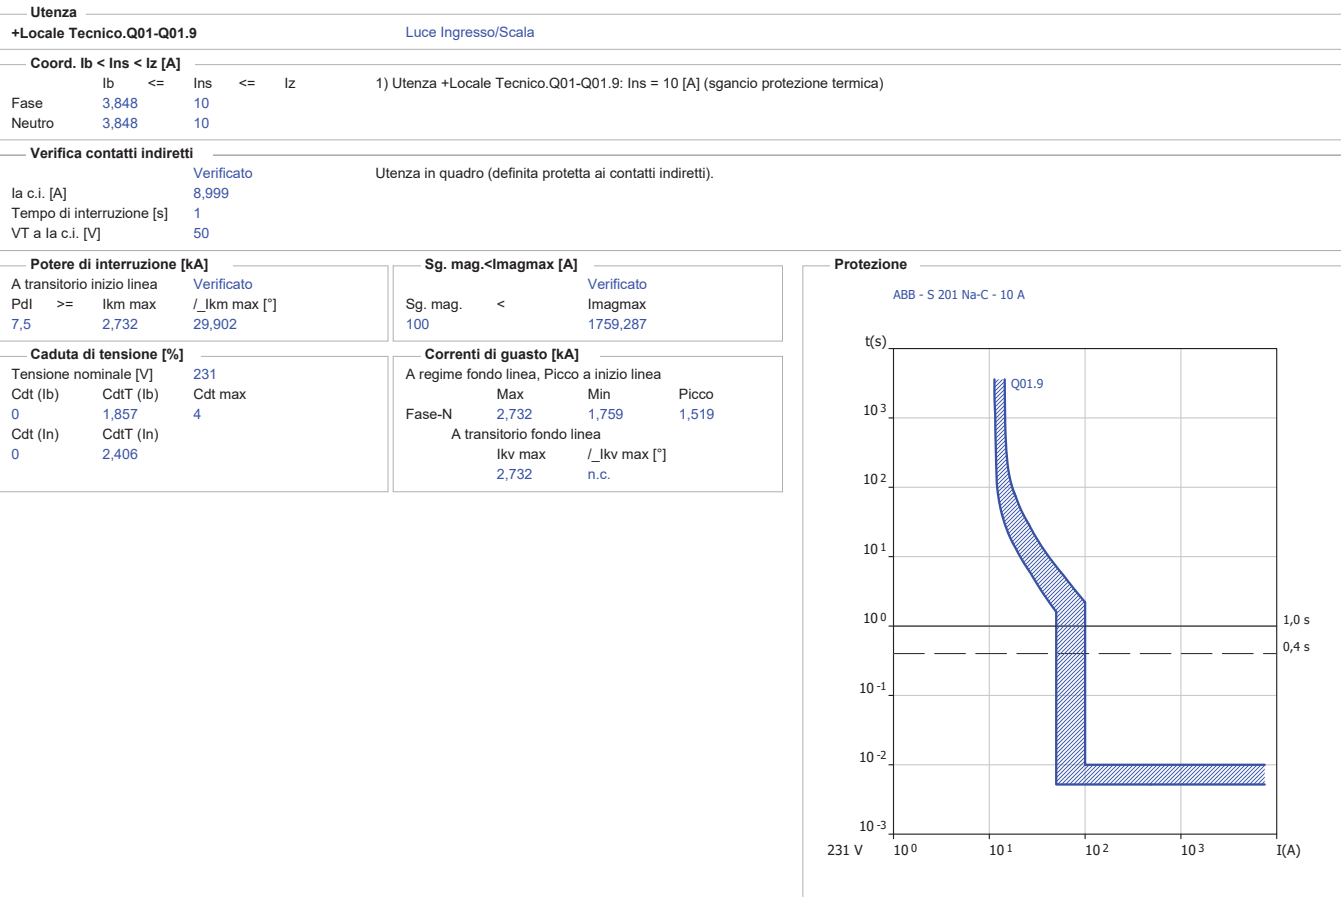 Utenza
+Locale Tecnico.Q01-Q01.9 Luce Ingresso/Scala
Coord. Ib < Ins < Iz [A]
Ib <= Ins <= Iz 1) Utenza +Locale Tecnico.Q01-Q01.9: Ins = 10 [A] (sgancio protezione termica)
Fase 3,848 10
Neutro 3,848 10
Verifica contatti indiretti
Verificato Utenza in quadro (definita protetta ai contatti indiretti).
Ia c.i. [A] 8,999
Tempo di interruzione [s] 1
VT a Ia c.i. [V] 50
Potere di interruzione [kA]
A transitorio inizio linea Verificato
PdI >= Ikm max /_Ikm max [°]
7,5 2,732 29,902
Sg. mag.<Imagmax [A]
Verificato
Sg. mag. < Imagmax
100 1759,287
Caduta di tensione [%]
Tensione nominale [V] 231
Cdt (Ib) CdtT (Ib) Cdt max
0 1,857 4
Cdt (In) CdtT (In)
0 2,406
Correnti di guasto [kA]
A regime fondo linea, Picco a inizio linea
Max Min Picco
Fase-N 2,732 1,759 1,519
A transitorio fondo linea
Ikv max /_Ikv max [°]
2,732 n.c.
Protezione
ABB - S 201 Na-C - 10 A
t(s)
Q01.9
10 3
10 2
10 1
10 0
1,0 s
0,4 s
10 -1
10 -2
10 -3
231 V 10 0 10 1 10 2 10 3 I(A)